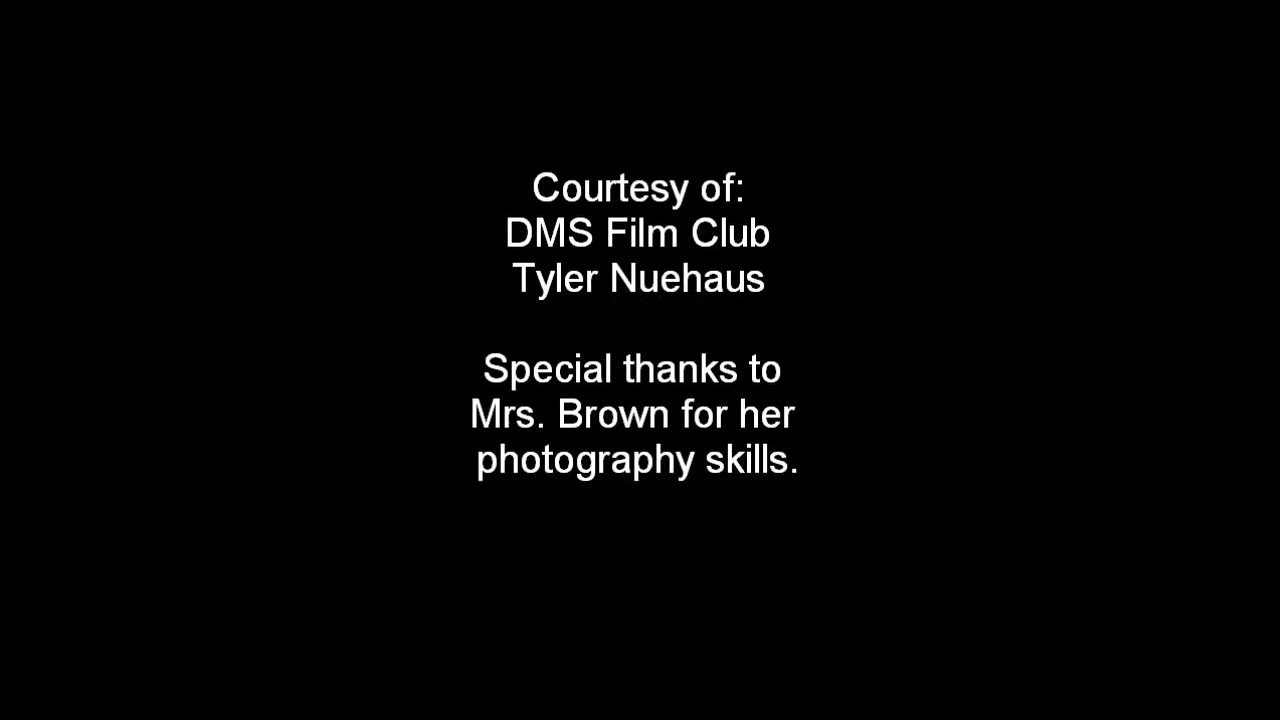 Courtesy of:
DMS Film Club
Tyler Nuehaus
Special thanks to
Mrs. Brown for her
photography skills.